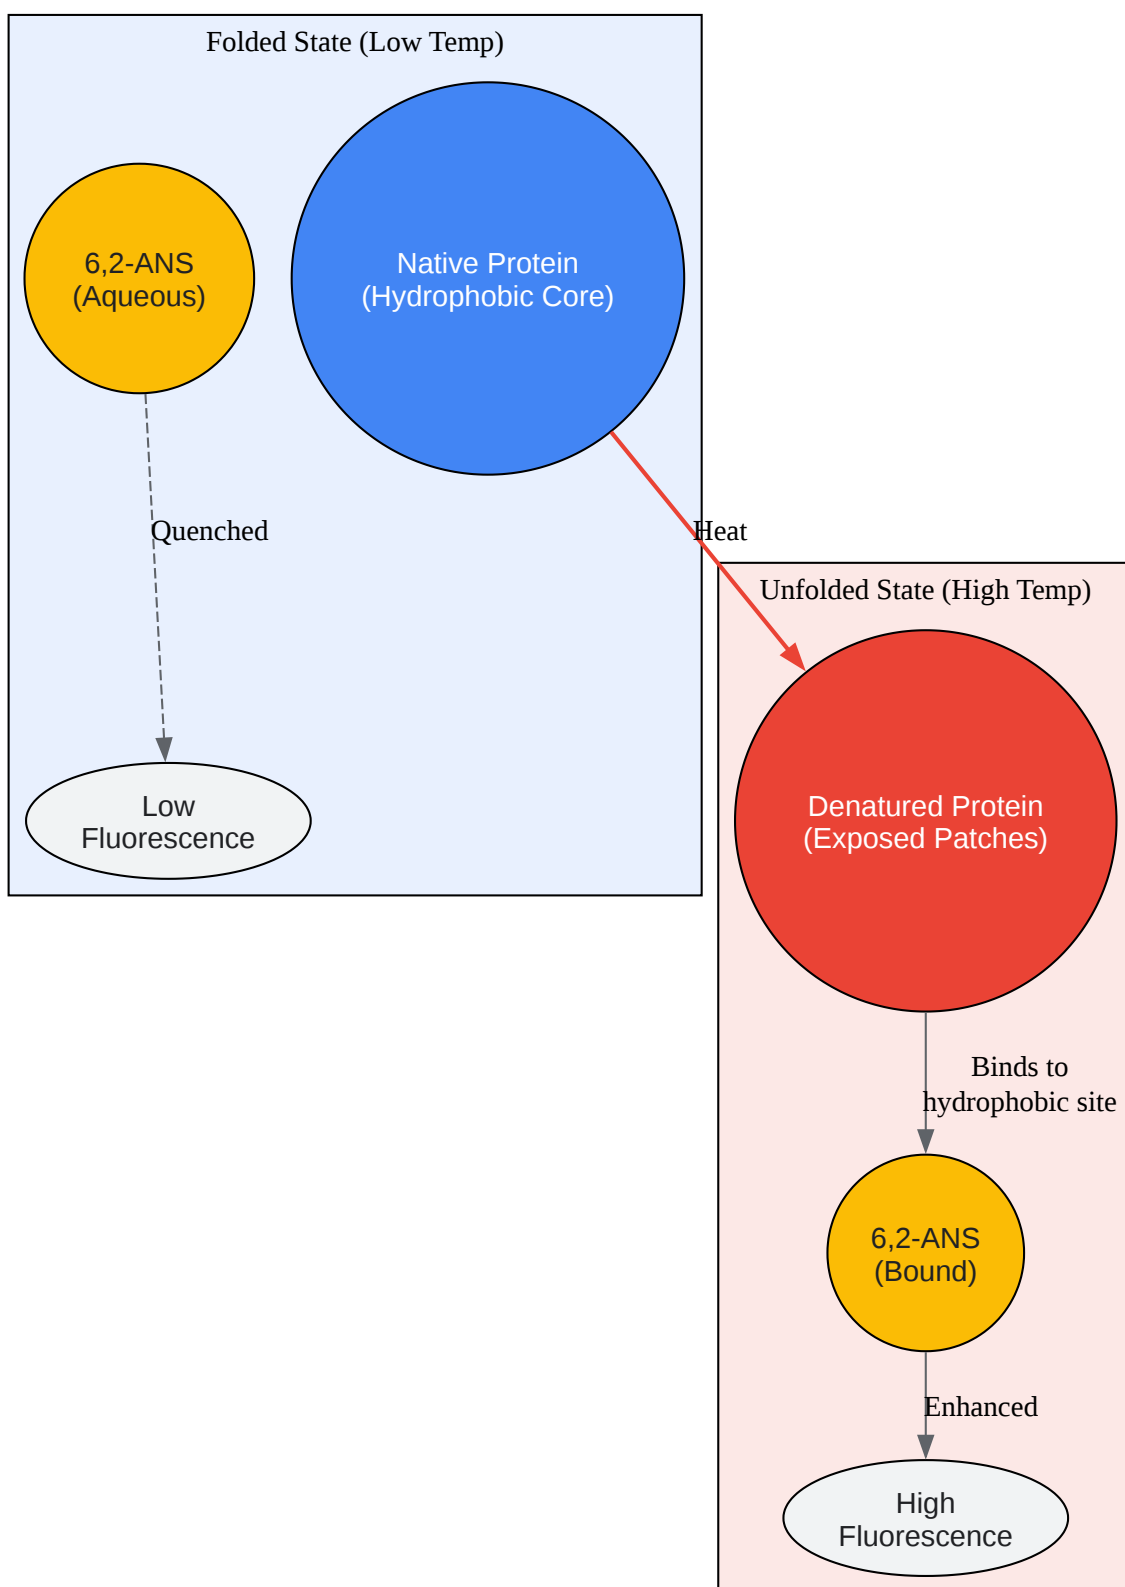 Folded State (Low Temp)
6,2-ANS
(Aqueous)
Native Protein
(Hydrophobic Core)
Quenched
Heat
Low
Fluorescence
Unfolded State (High Temp)
Denatured Protein
(Exposed Patches)
Binds to
hydrophobic site
6,2-ANS
(Bound)
Enhanced
High
Fluorescence